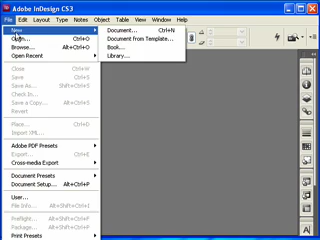 Adobe InDesign CS3
File Layout Type Notes Object Table View Window Help
New
Open... Ctrl+O
Browse... Alt+Ctrl+O
Open Recent
Close Ctrl+W
Save Ctrl+S
Save As... Shift+Ctrl+S
Check In...
Save a Copy... Alt+Ctrl+S
Revert
Place... Ctrl+D
Import XML...
Adobe PDF Presets
Export... Ctrl+E
Cross-media Export
Document Presets
Document Setup... Alt+Ctrl+P
User...
File Info... Alt+Shift+Ctrl+I
Preflight... Alt+Shift+Ctrl+F
Package... Alt+Shift+Ctrl+P
Print Presets
Document... Ctrl+N
Document from Template...
Book...
Library...
A